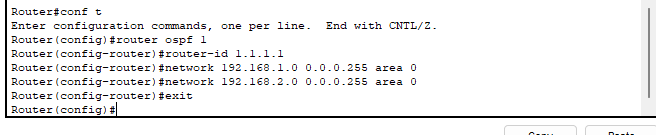 Router#conf t
Enter configuration commands, one per line.  End with CNTL/Z.
Router(config)#router ospf 1
Router(config-router)#router-id 1.1.1.1
Router(config-router)#network 192.168.1.0 0.0.0.255 area 0
Router(config-router)#network 192.168.2.0 0.0.0.255 area 0
Router(config-router)#exit
Router(config)#